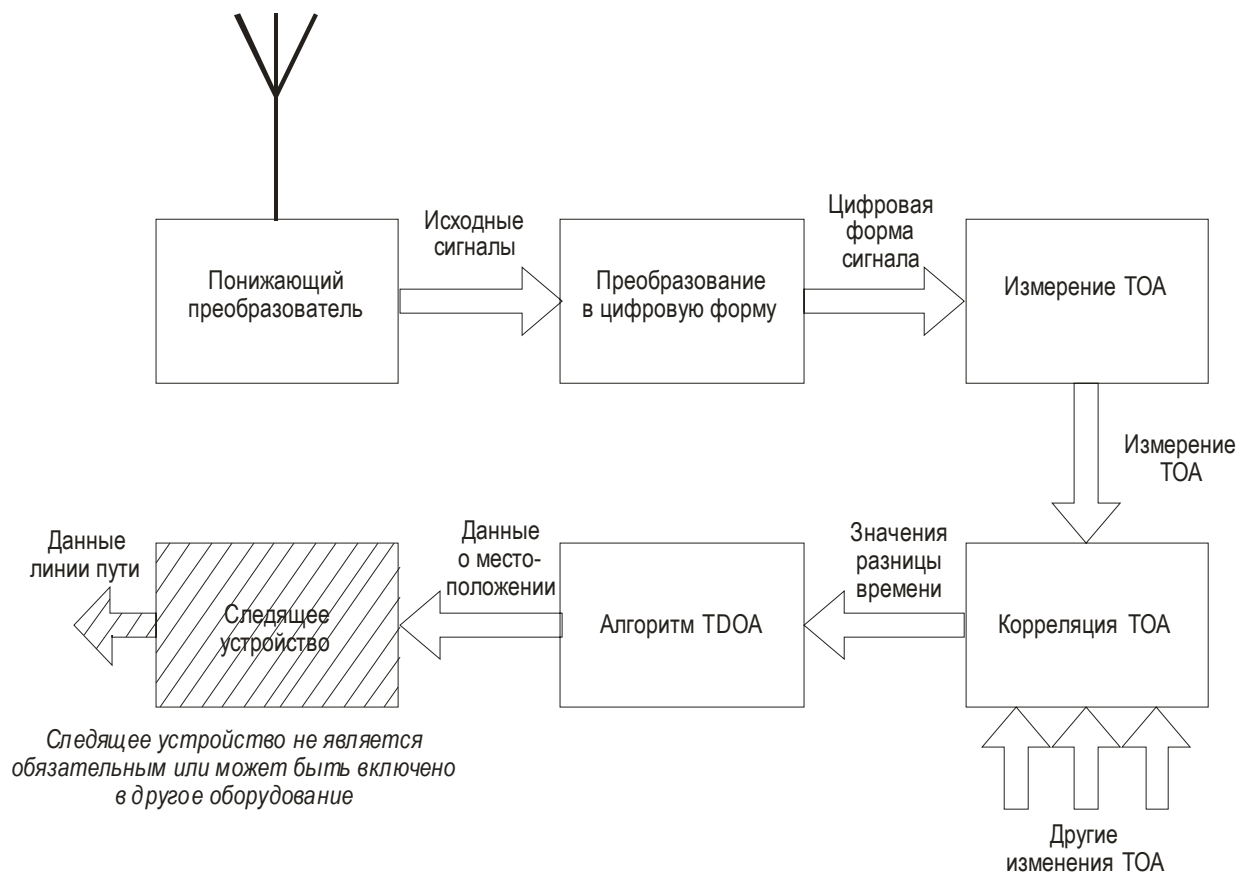 Исходные
сигналы
Цифровая
форма
сигнала
Понижающий
преобразователь
Преобразование
в цифровую форму
Измерение TOA
Измерение
TOA
Данные
линии пути
Данные
о место-
положении
Значения
разницы
времени
Следящее
устройство
Алгоритм TDOA
Корреляция TOA
Следящее устройство не является
обязательным или может быть включено
в другое оборудование
Другие
изменения TOA